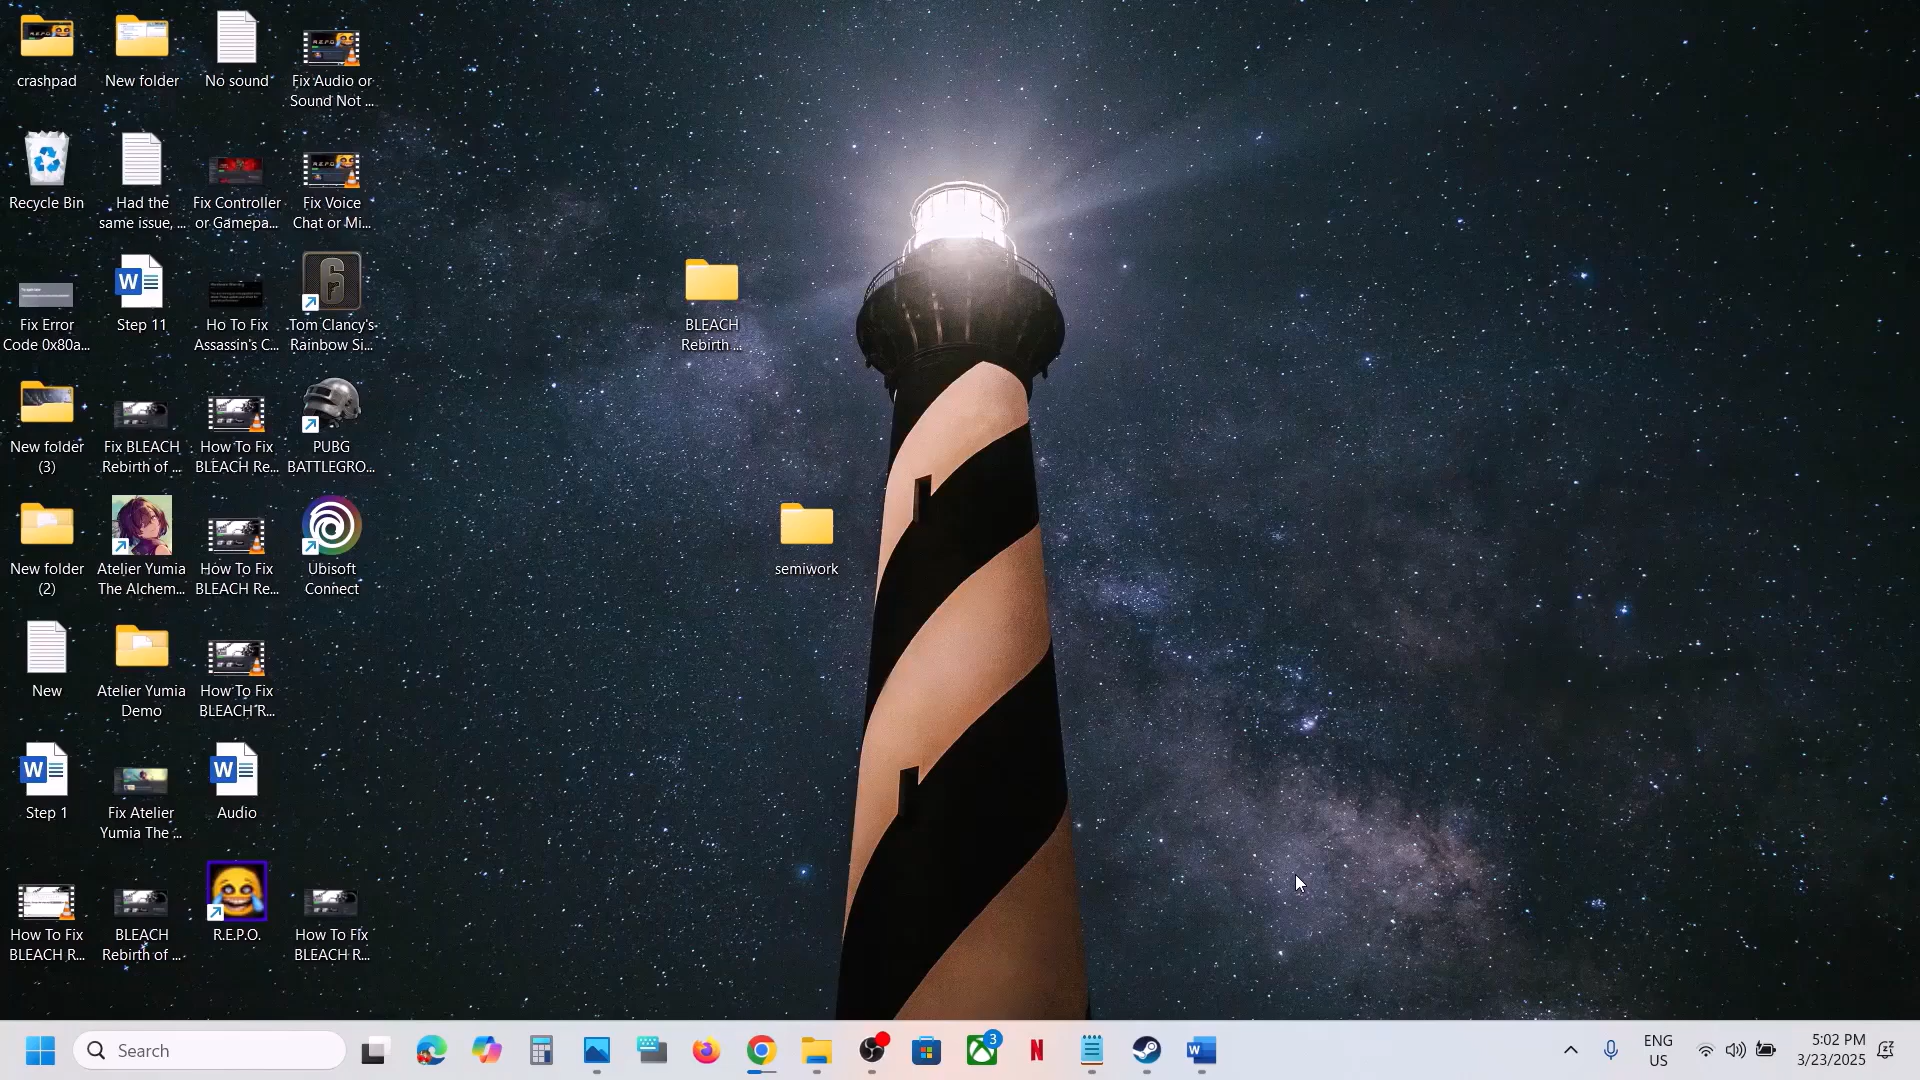 crashpad
New folder
No sound
Fix Audio or
Sound Not ...
Recycle Bin
Had the
same issue, ...
Fix Controller
or Gamepa...
Fix Voice
Chat or Mi...
Fix Error
Code 0x80a...
Step 11
Ho To Fix
Assassin's C...
Tom Clancy's
Rainbow Si...
BLEACH
Rebirth ...
New folder
(3)
Fix BLEACH
Rebirth of ...
How To Fix
BLEACH Re...
PUBG
BATTLEGRO...
New folder
(2)
Atelier Yumia
The Alchem...
How To Fix
BLEACH Re...
Ubisoft
Connect
semiwork
New
Atelier Yumia
Demo
How To Fix
BLEACH R...
Step 1
Fix Atelier
Yumia The ...
Audio
How To Fix
BLEACH R...
BLEACH
Rebirth of ...
R.E.P.O.
How To Fix
BLEACH R...
Search
3
ENG
US
5:02 PM
3/23/2025